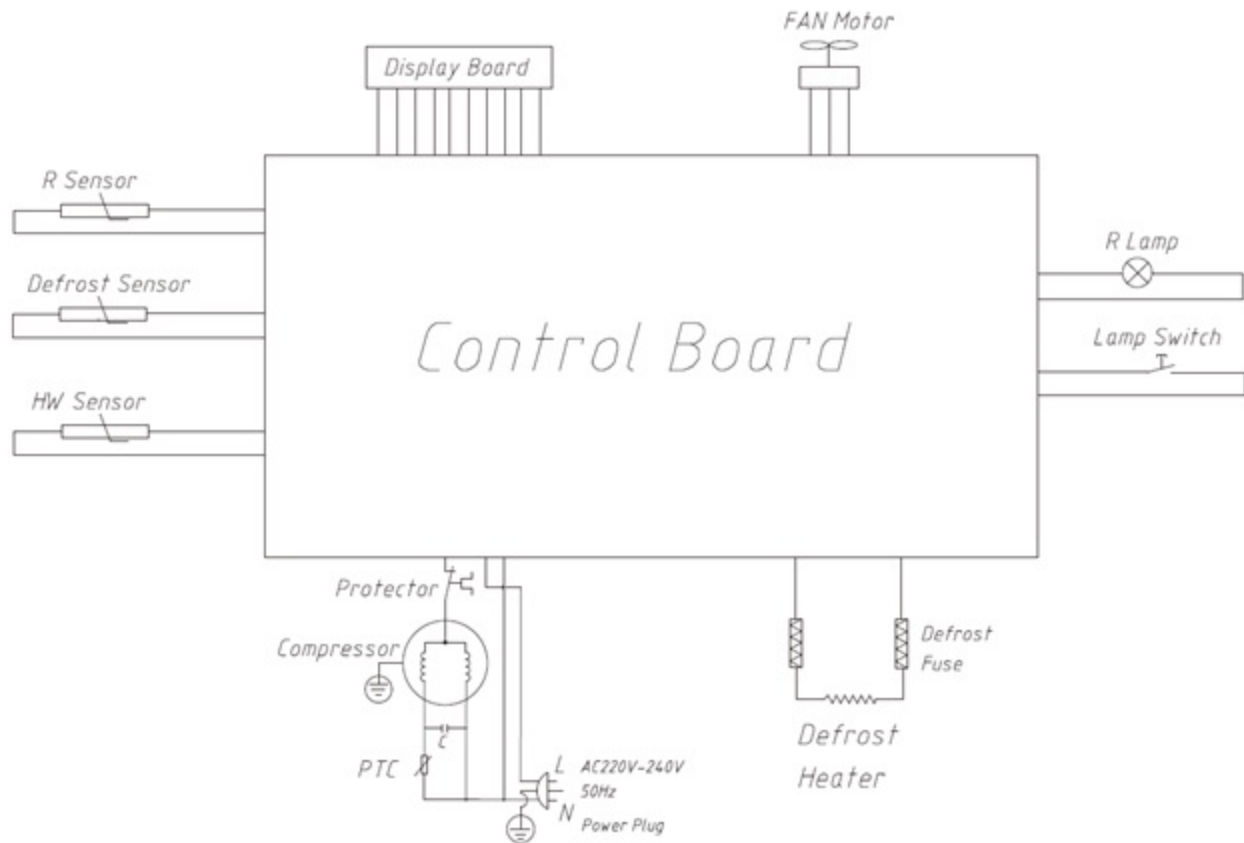 FAN Motor
Display Board
R Sensor
Defrost Sensor
HW Sensor
Control Board
R Lamp
Lamp Switch
Protector
Compressor
C
PTC
L AC220V-240V
50Hz
N Power Plug
Defrost
Fuse
Defrost
Heater